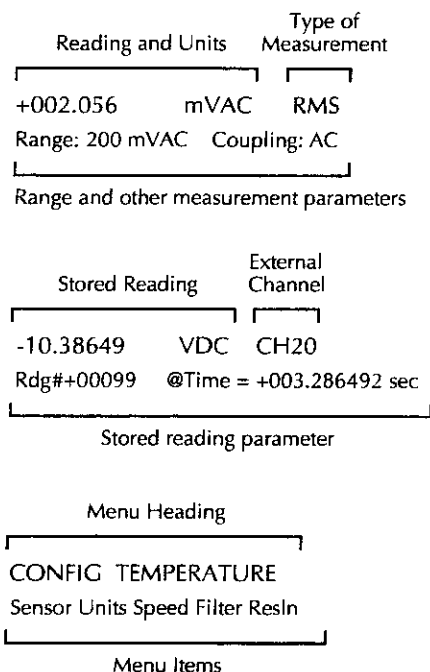 Type of
Reading and Units Measurement
+002.056 mVAC RMS
Range: 200 mVAC Coupling: AC
Range and other measurement parameters
External
Stored Reading Channel
-10.38649 VDC CH20
Rdg#+00099 @Time = +003.286492 sec
Stored reading parameter
Menu Heading
CONFIG TEMPERATURE
Sensor Units Speed Filter Resln
Menu Items